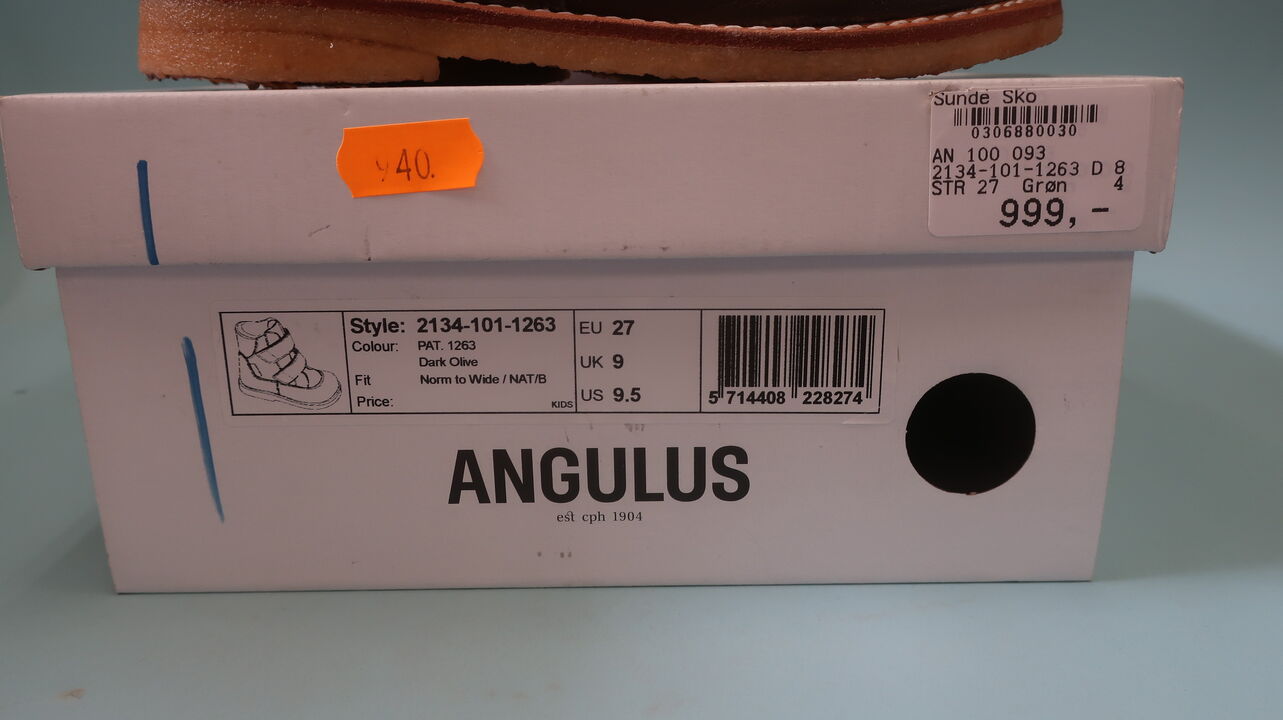 Sunde Sko
0306880030
AN 100 093
2134-101-1263 D 8
STR 27 Grøn 4
999,-
40.
Style: 2134-101-1263
Colour: PAT. 1263
Dark Olive
Fit Norm to Wide / NAT/B
Price:
KIDS
EU 27
UK 9
US 9.5
5 714408 228274
ANGULUS
est cph 1904